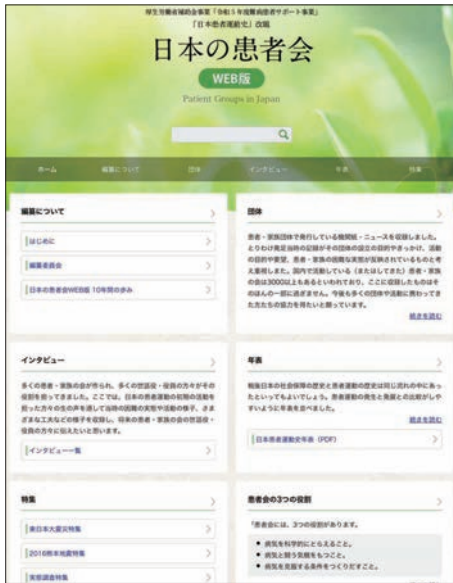 厚生労働省補助金事業「令和5年度難病患者サポート事業」
「日本患者運動史」改題
日本の患者会
WEB版
Patient Groups in Japan
ホーム
編纂について
団体
インタビュー
年表
特集
編纂について
はじめに
編纂委員会
日本の患者会WEB版 10年間の歩み
団体
患者・家族団体で発行している機関紙・ニュースを収録しました。
とりわけ発足当時の記録がその団体の設立の目的やきっかけ、活動
の目的や要望、患者・家族の困難な実態が反映されているものと考
え重視しました。国内で活動している（またはしてきた）患者・家族
の会は3000以上もあるといわれており、ここに収録したものはそ
のほんの一部に過ぎません。今後も多くの団体や活動に携わってき
た方たちの協力を得たいと願っています。
続きを読む
インタビュー
多くの患者・家族の会が作られ、多くの世話役・役員の方々がその
役割を担ってきました。ここでは、日本の患者運動の初期の活動を
担った方々の生の声を通して当時の困難の実態や活動の様子、さま
ざまな工夫などの様子を収録し、将来の患者・家族の会の世話役・
役員の方々に伝えたいと思います。
インタビュー一覧
年表
戦後日本の社会保障の歴史と患者運動の歴史は同じ流れの中にあっ
たといってもよいでしょう。患者運動の発生と発展との比較がしや
すいように年表を並べました。
続きを読む
日本患者運動史年表（PDF）
特集
東日本大震災特集
2016熊本地震特集
実態調査特集
患者会の3つの役割
「患者会には、3つの役割があります。
病気を科学的にとらえること。
病気と闘う気概をもつこと。
病気を克服する条件をつくりだすこと。